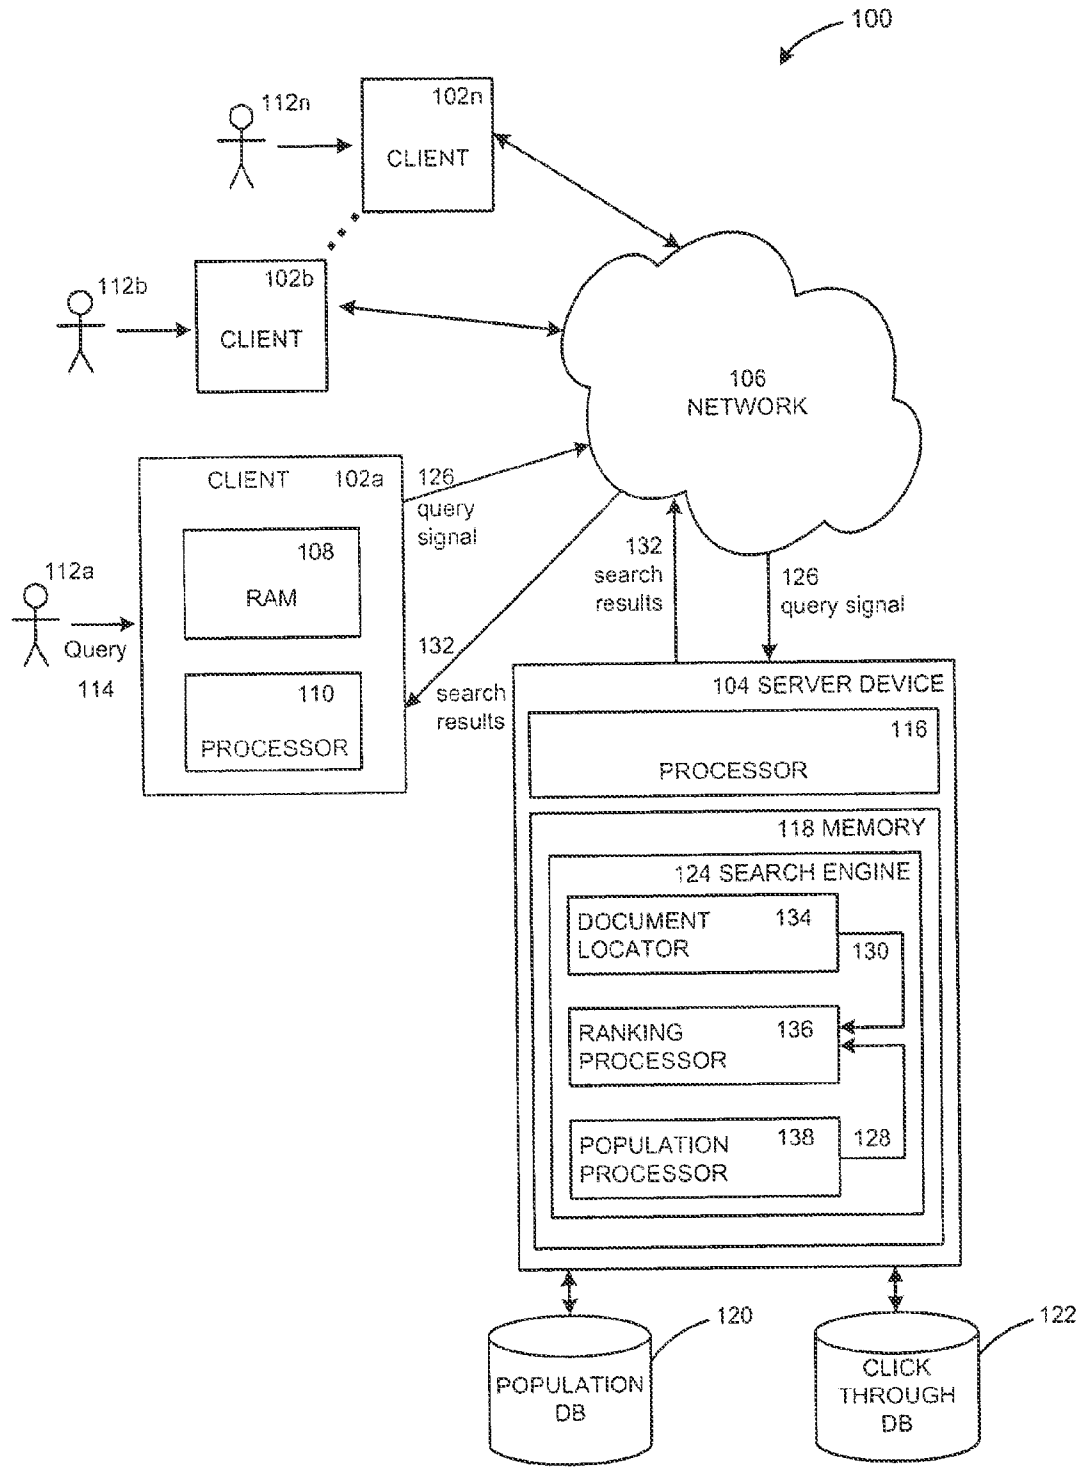 100
112n
102n
CLIENT
112b
102b
CLIENT
106
NETWORK
CLIENT 102a
126
query
signal
108
RAM
112a
Query
114
110
PROCESSOR
132
search
results
132
search
results
126
query signal
104 SERVER DEVICE
116
PROCESSOR
118 MEMORY
124 SEARCH ENGINE
DOCUMENT 134
LOCATOR
130
RANKING 136
PROCESSOR
POPULATION 138
PROCESSOR
128
120
POPULATION
DB
122
CLICK
THROUGH
DB